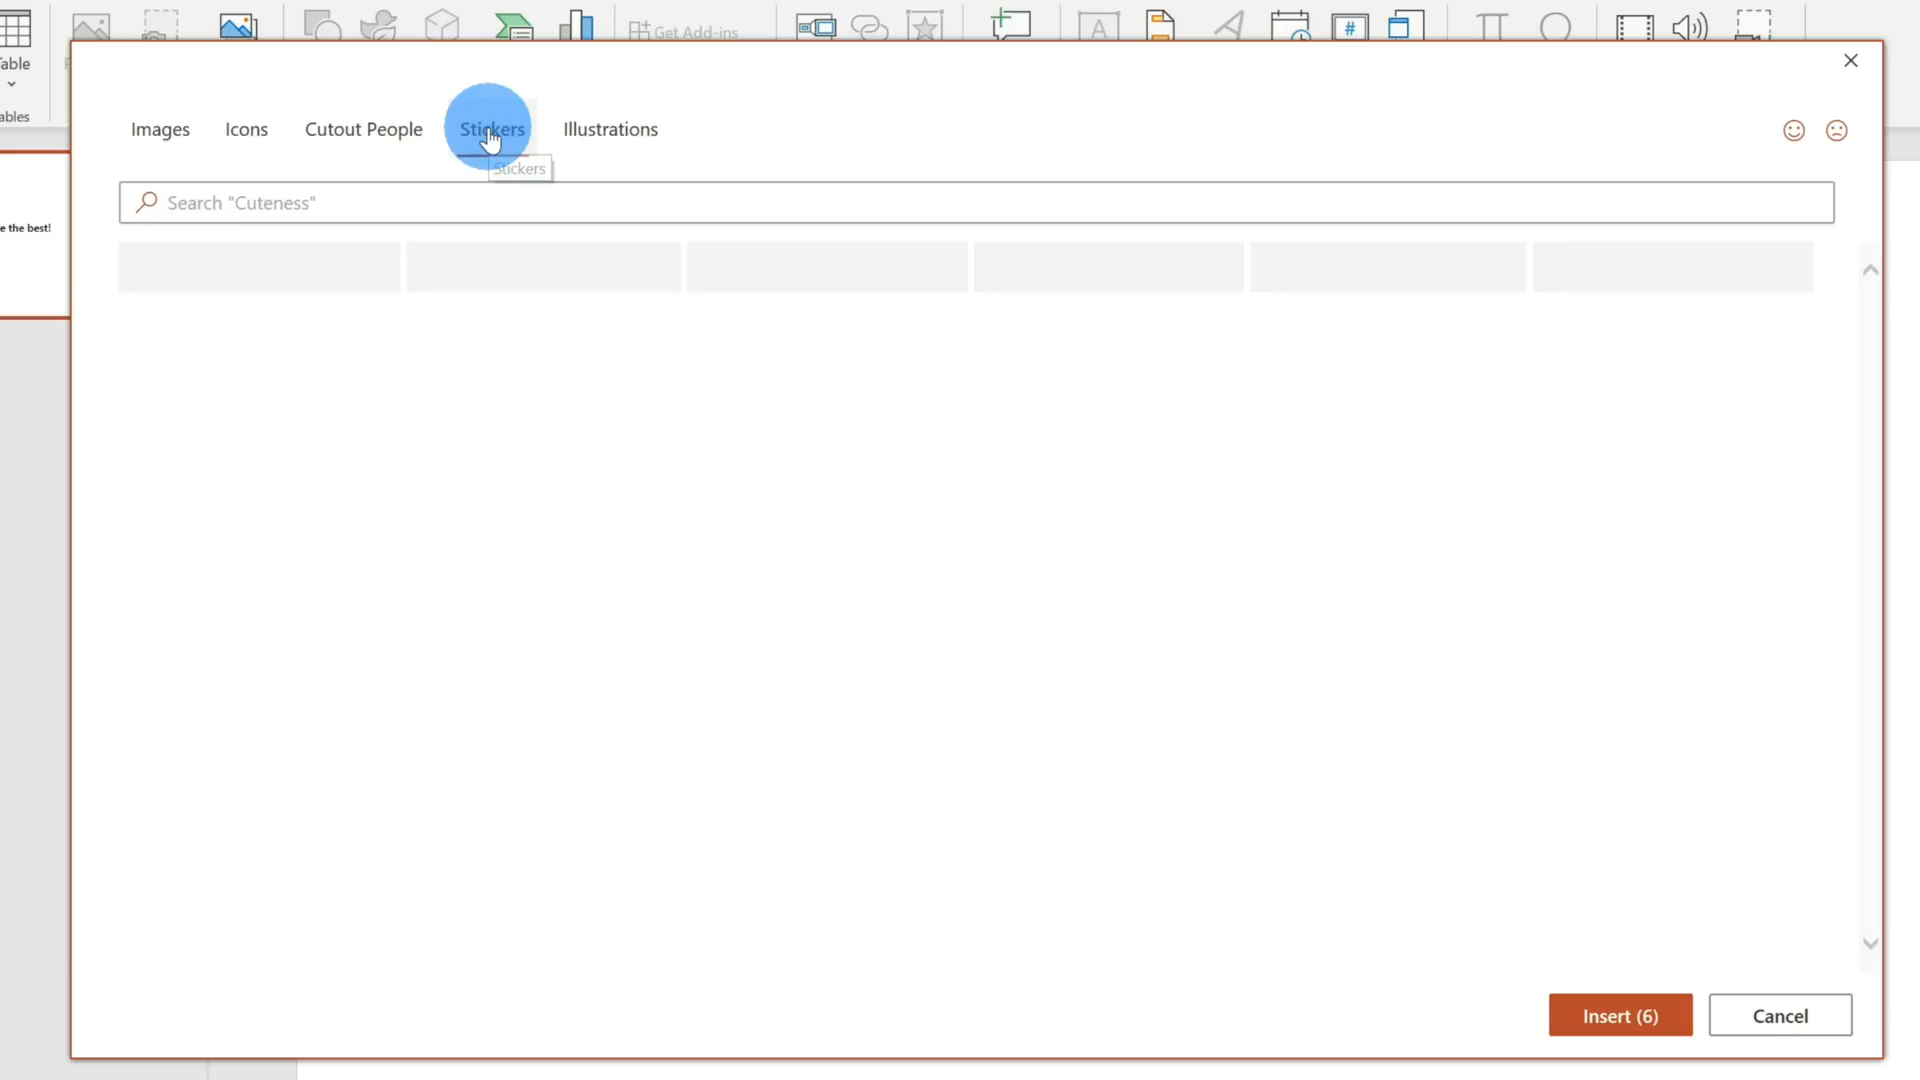 Get Add-ins
able
#
A
ables
Images
Icons
Cutout People
Stickers
Illustrations
Stickers
Search "Cuteness"
e the best!
Insert (6)
Cancel